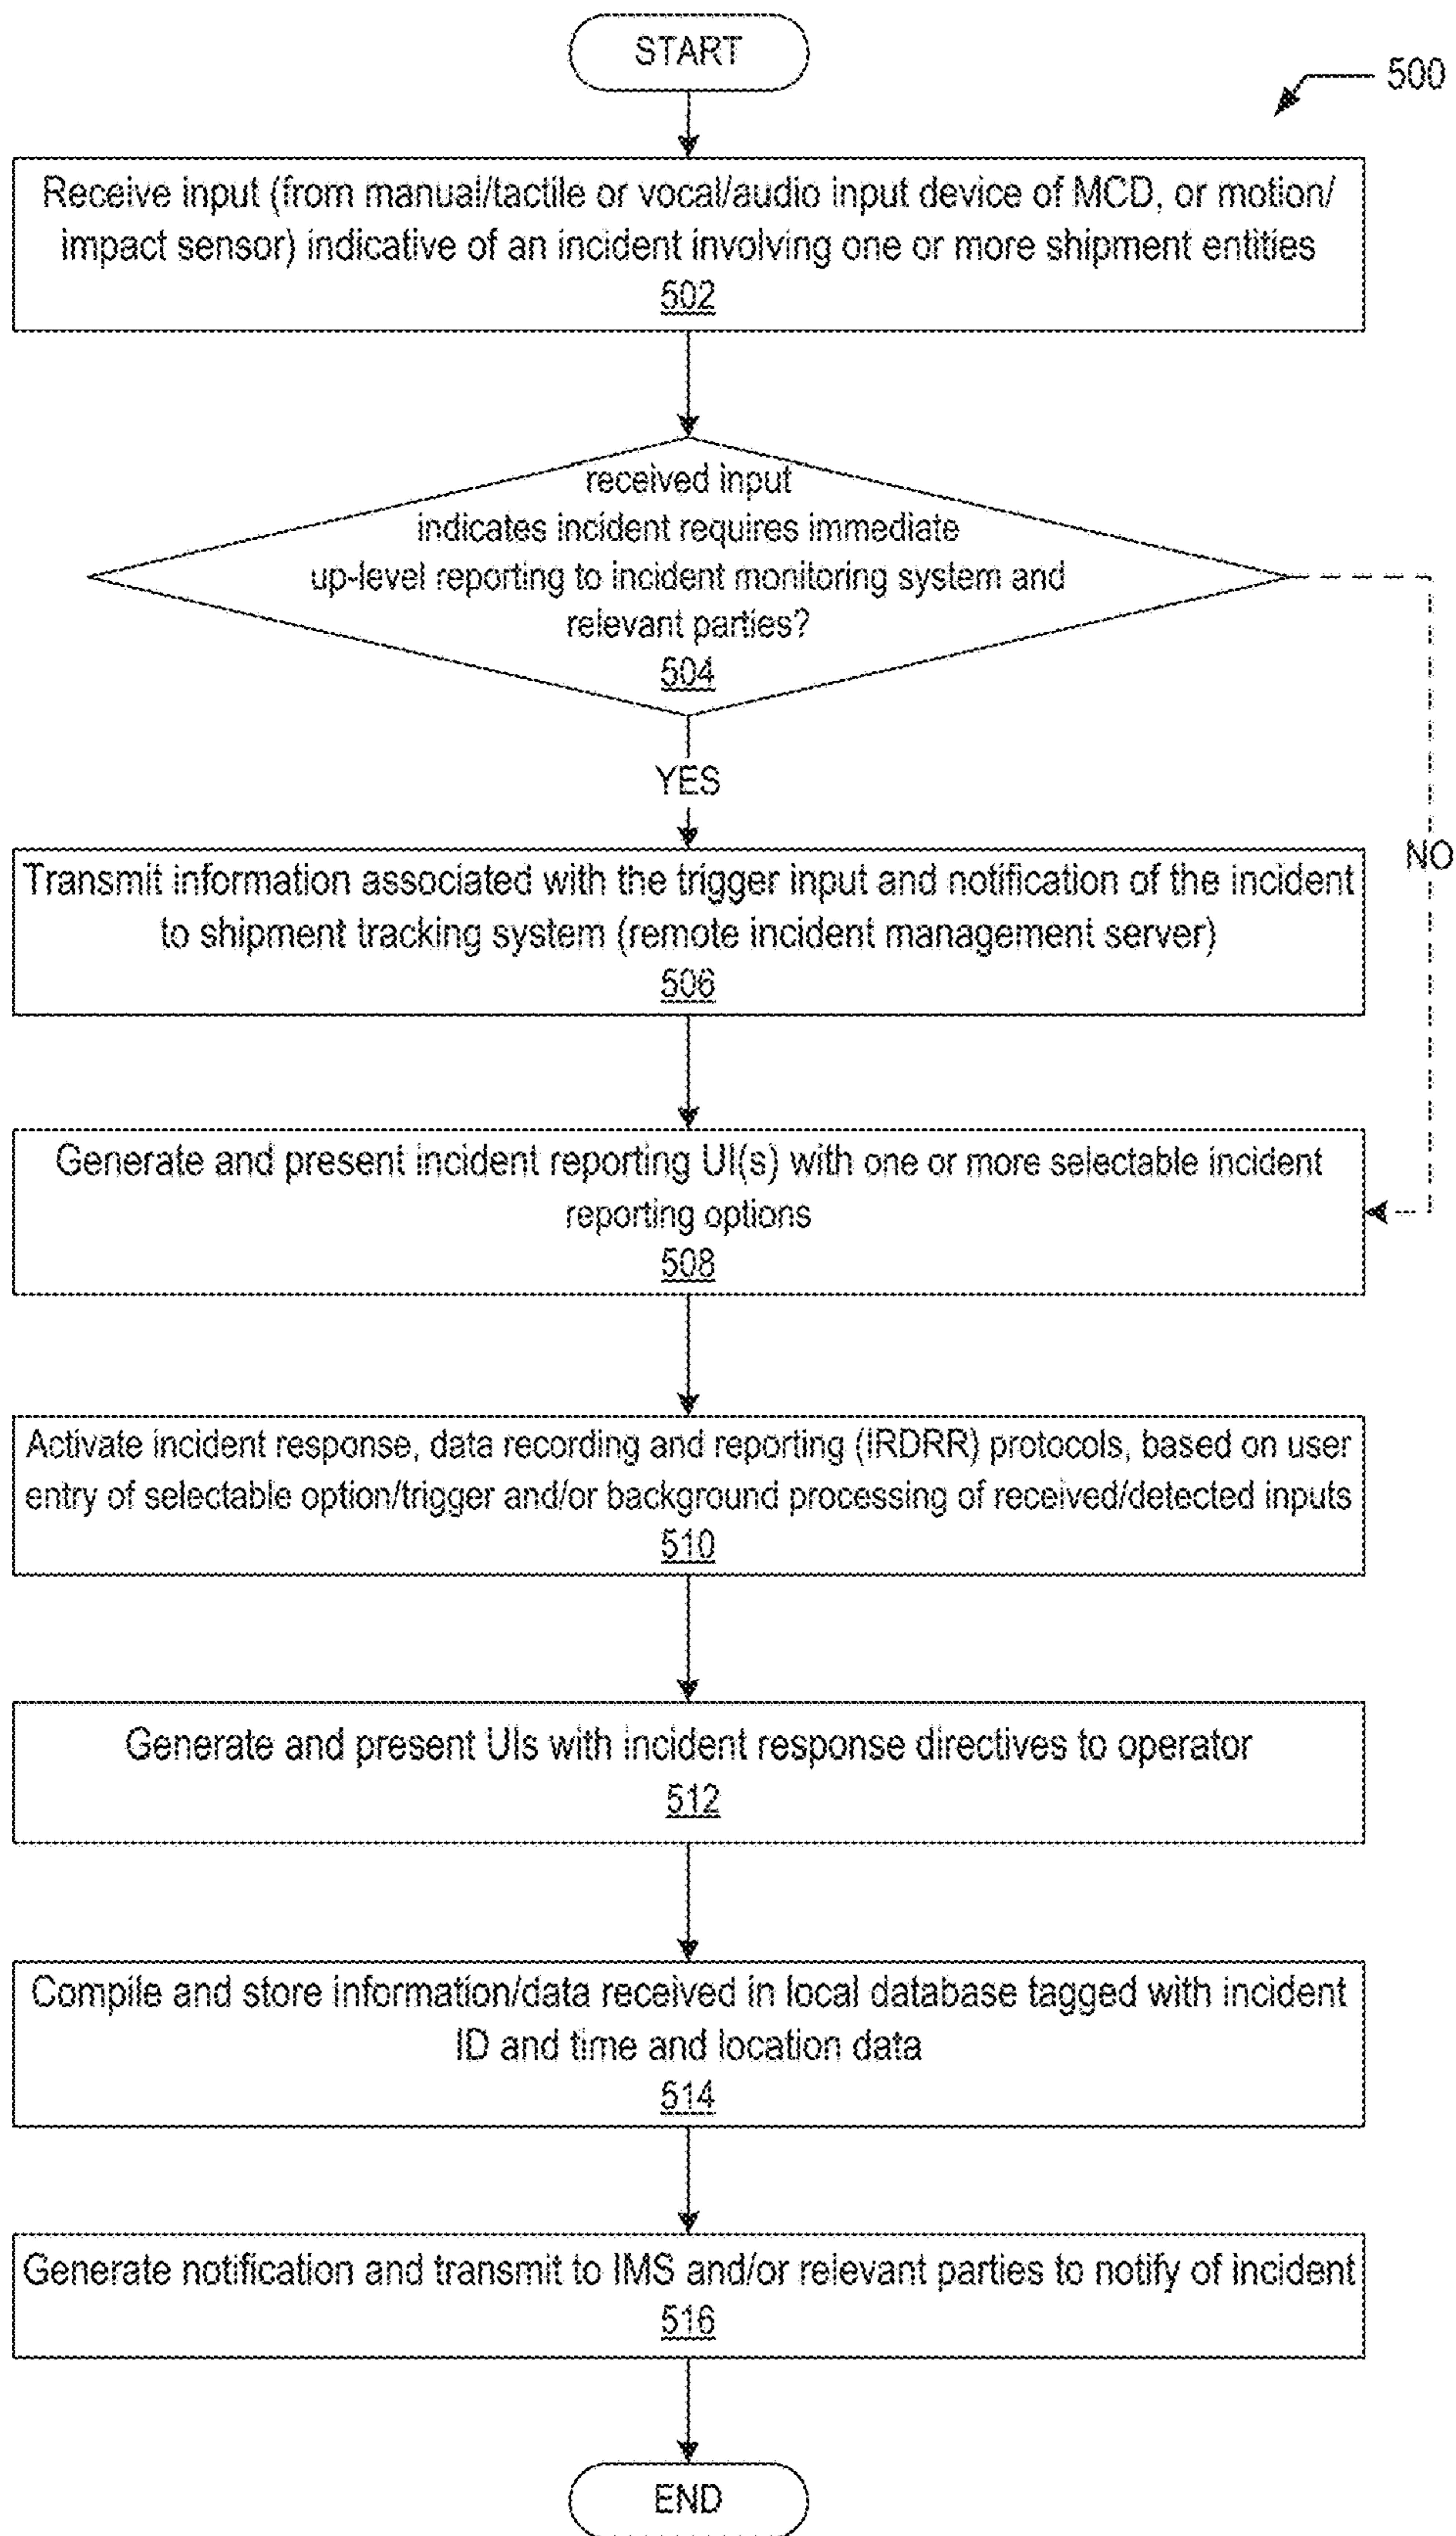 START
500
Receive input (from manual/tactile or vocal/audio input device of MCD, or motion/
impact sensor) indicative of an incident involving one or more shipment entities
502
received input
indicates incident requires immediate
up-level reporting to incident monitoring system and
relevant parties?
504
YES
NO
Transmit information associated with the trigger input and notification of the incident
to shipment tracking system (remote incident management server)
506
Generate and present incident reporting UI(s) with one or more selectable incident
reporting options
508
Activate incident response, data recording and reporting (IRDRR) protocols, based on user
entry of selectable option/trigger and/or background processing of received/detected inputs
510
Generate and present UIs with incident response directives to operator
512
Compile and store information/data received in local database tagged with incident
ID and time and location data
514
Generate notification and transmit to IMS and/or relevant parties to notify of incident
516
END